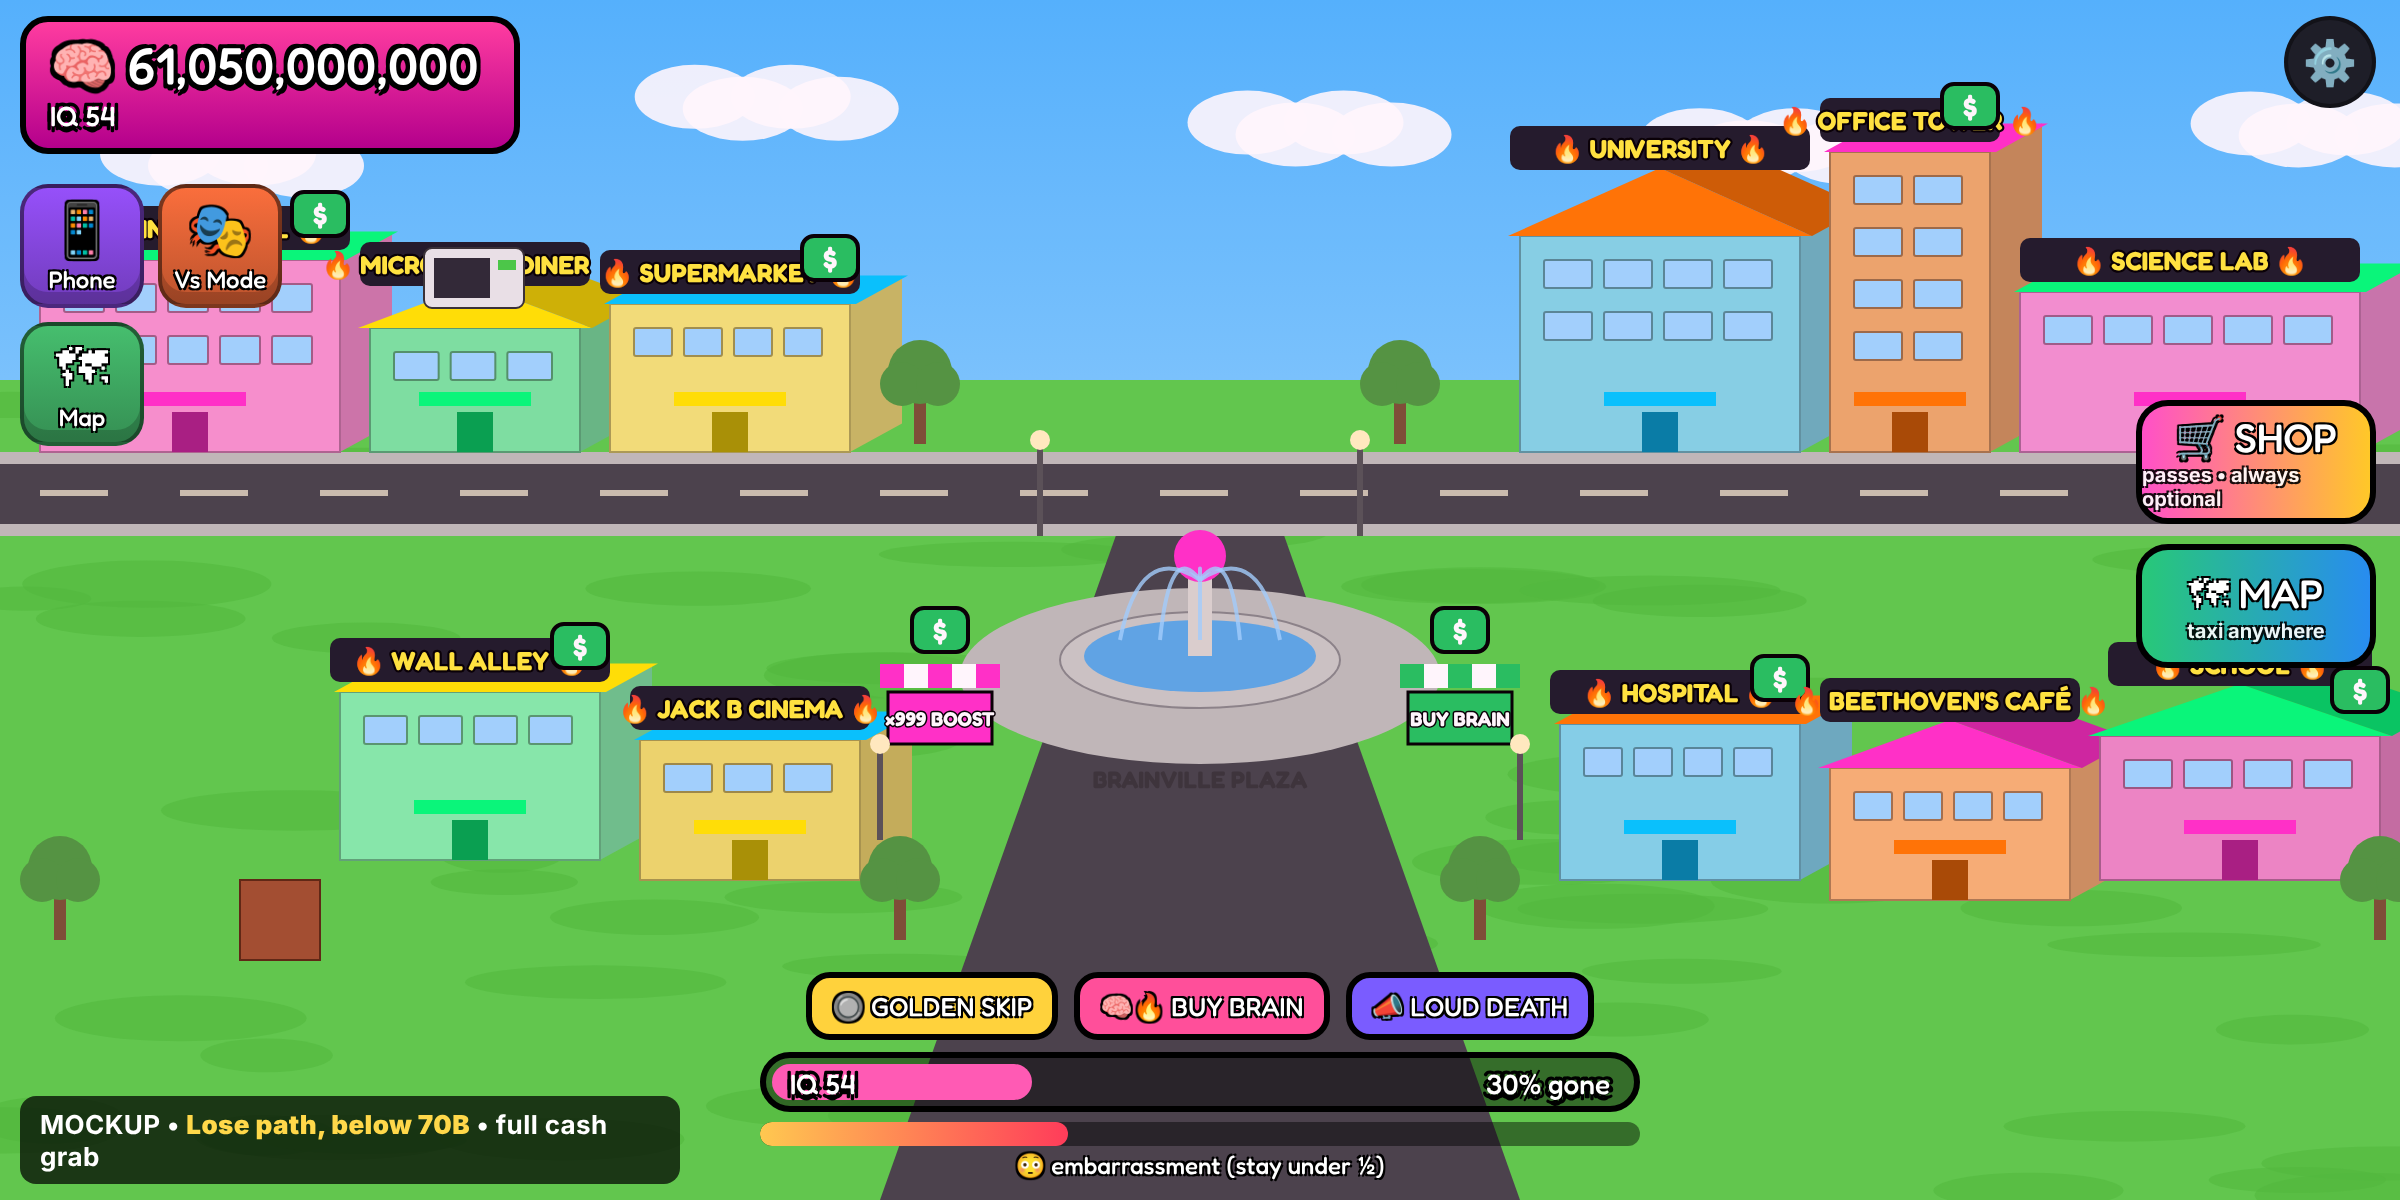 61,050,000,000
IQ 54
Phone
Vs Mode
Map
MICRO DINER
SUPERMARKE
UNIVERSITY
OFFICE TO
SCIENCE LAB
$
$
$
SHOP
passes • always
optional
MAP
taxi anywhere
WALL ALLEY
$
JACK B CINEMA
$
x999 BOOST
$
BUY BRAIN
BRAINVILLE PLAZA
HOSPITAL
$
BEETHOVEN'S CAFÉ
SCHOOL
$
GOLDEN SKIP
BUY BRAIN
LOUD DEATH
IQ 54
30% gone
embarrassment (stay under ½)
MOCKUP • Lose path, below 70B • full cash
grab